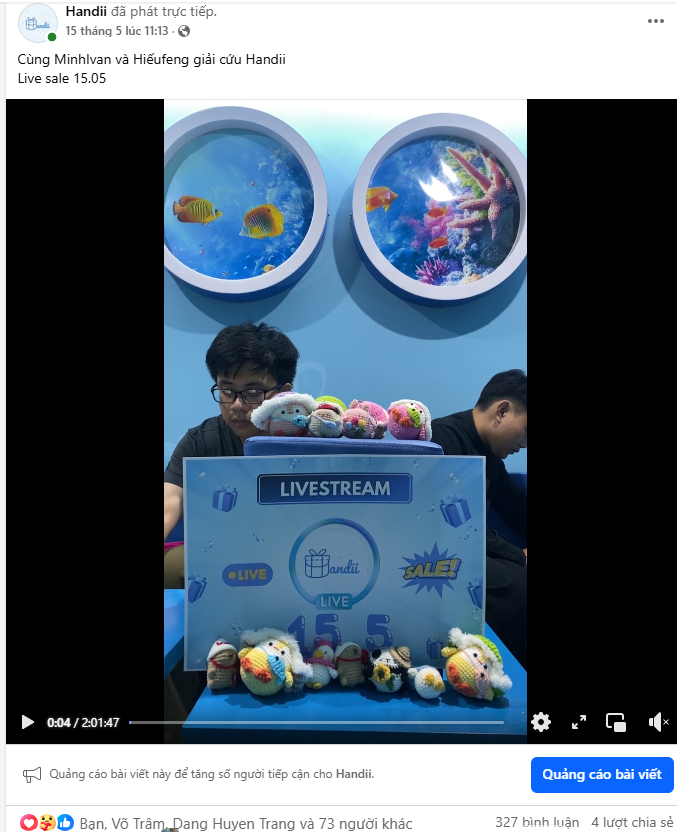 Handii đã phát trực tiếp.
15 tháng 5 lúc 11:13 ·
Cùng MinhIvan và Hiếufeng giải cứu Handii
Live sale 15.05
LIVESTREAM
Handii
LIVE
SALE!
LIVE
15 5
0:04 / 2:01:47
Quảng cáo bài viết này để tăng số người tiếp cận cho Handii.
Quảng cáo bài viết
Bạn, Võ Trâm, Dang Huyen Trang và 73 người khác
327 bình luận 4 lượt chia sẻ